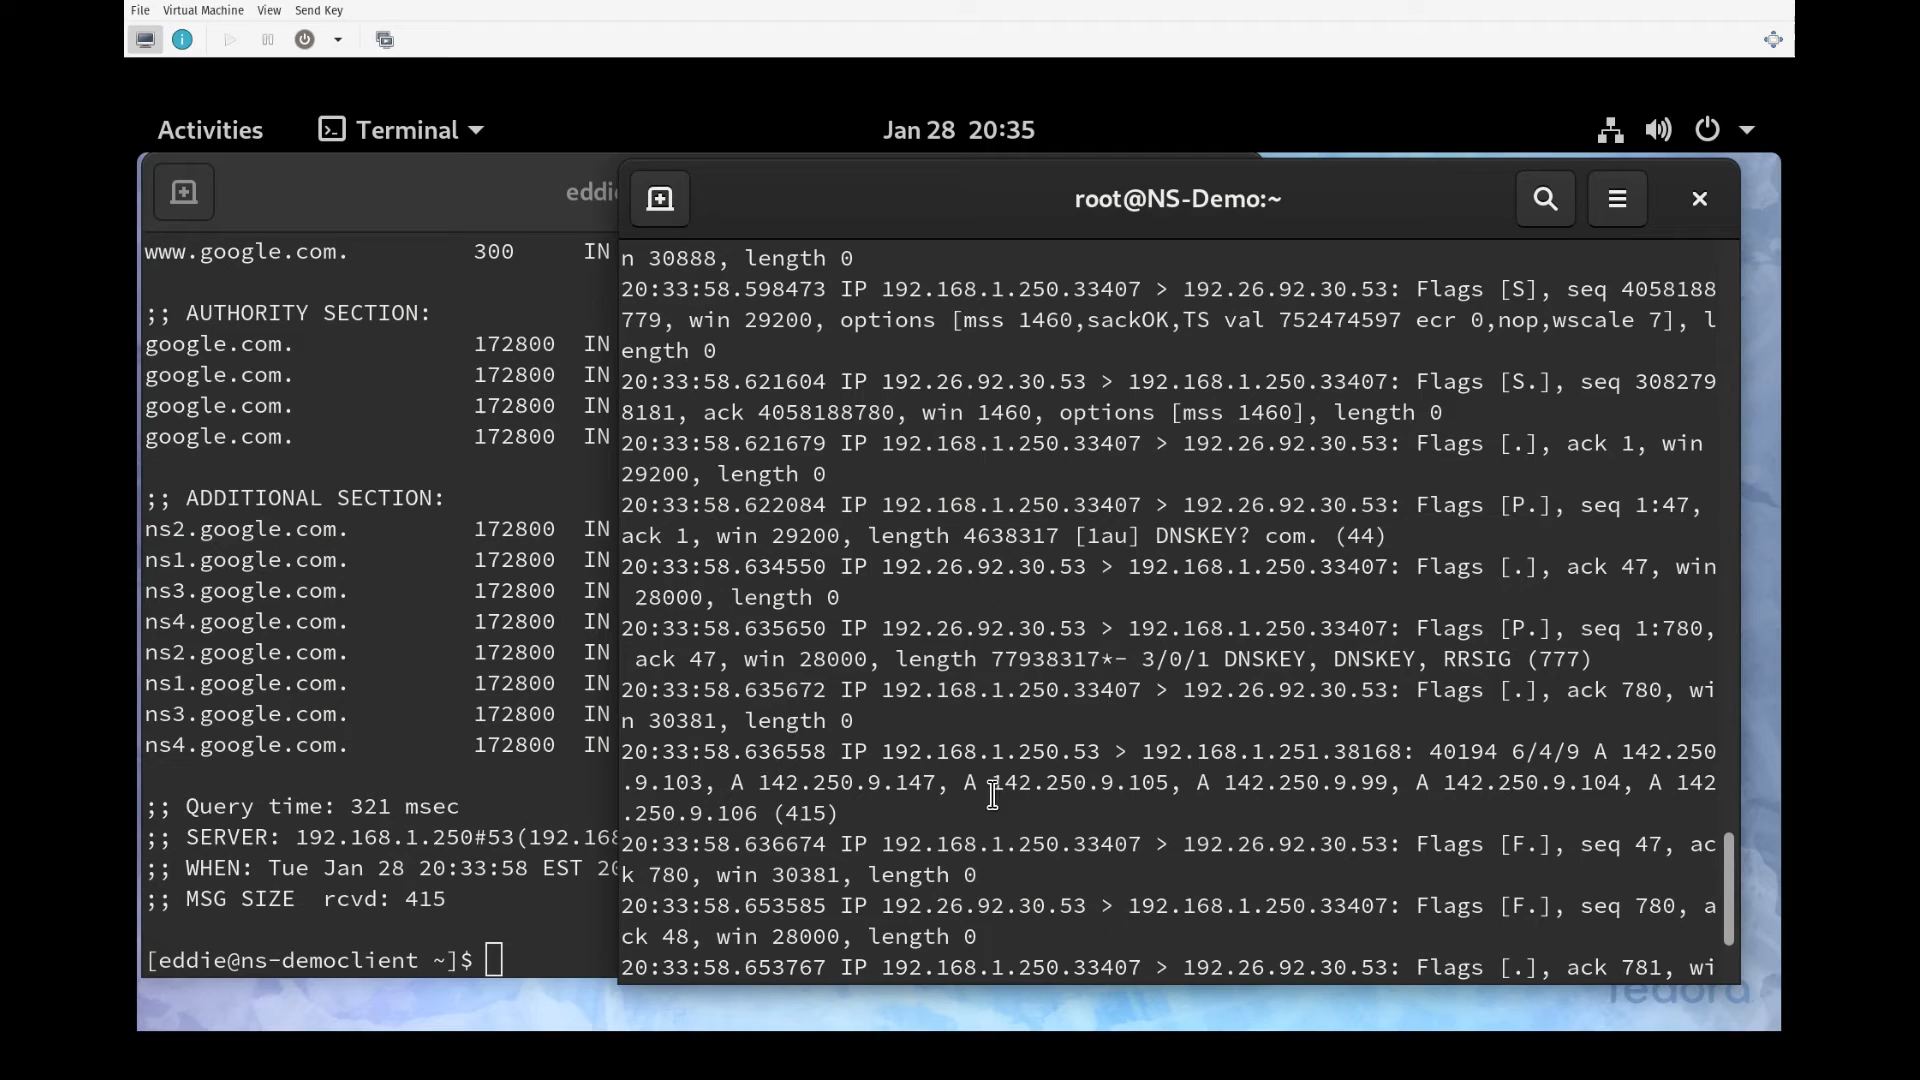 File Virtual Machine View Send Key
Activities Terminal Jan 28 20:35
eddie
www.google.com. 300 IN
;; AUTHORITY SECTION:
google.com. 172800 IN
google.com. 172800 IN
google.com. 172800 IN
google.com. 172800 IN
;; ADDITIONAL SECTION:
ns2.google.com. 172800 IN
ns1.google.com. 172800 IN
ns3.google.com. 172800 IN
ns4.google.com. 172800 IN
ns2.google.com. 172800 IN
ns1.google.com. 172800 IN
ns3.google.com. 172800 IN
ns4.google.com. 172800 IN
;; Query time: 321 msec
;; SERVER: 192.168.1.250#53(192.168
;; WHEN: Tue Jan 28 20:33:58 EST 20
;; MSG SIZE rcvd: 415
[eddie@ns-democlient ~]$
root@NS-Demo:~
n 30888, length 0
20:33:58.598473 IP 192.168.1.250.33407 > 192.26.92.30.53: Flags [S], seq 4058188
779, win 29200, options [mss 1460,sackOK,TS val 752474597 ecr 0,nop,wscale 7], l
ength 0
20:33:58.621604 IP 192.26.92.30.53 > 192.168.1.250.33407: Flags [S.], seq 308279
8181, ack 4058188780, win 1460, options [mss 1460], length 0
20:33:58.621679 IP 192.168.1.250.33407 > 192.26.92.30.53: Flags [.], ack 1, win
29200, length 0
20:33:58.622084 IP 192.168.1.250.33407 > 192.26.92.30.53: Flags [P.], seq 1:47,
ack 1, win 29200, length 4638317 [1au] DNSKEY? com. (44)
20:33:58.634550 IP 192.26.92.30.53 > 192.168.1.250.33407: Flags [.], ack 47, win
28000, length 0
20:33:58.635650 IP 192.26.92.30.53 > 192.168.1.250.33407: Flags [P.], seq 1:780,
ack 47, win 28000, length 77938317*- 3/0/1 DNSKEY, DNSKEY, RRSIG (777)
20:33:58.635672 IP 192.168.1.250.33407 > 192.26.92.30.53: Flags [.], ack 780, wi
n 30381, length 0
20:33:58.636558 IP 192.168.1.250.53 > 192.168.1.251.38168: 40194 6/4/9 A 142.250
.9.103, A 142.250.9.147, A 142.250.9.105, A 142.250.9.99, A 142.250.9.104, A 142
.250.9.106 (415)
20:33:58.636674 IP 192.168.1.250.33407 > 192.26.92.30.53: Flags [F.], seq 47, ac
k 780, win 30381, length 0
20:33:58.653585 IP 192.26.92.30.53 > 192.168.1.250.33407: Flags [F.], seq 780, a
ck 48, win 28000, length 0
20:33:58.653767 IP 192.168.1.250.33407 > 192.26.92.30.53: Flags [.], ack 781, wi
fedora